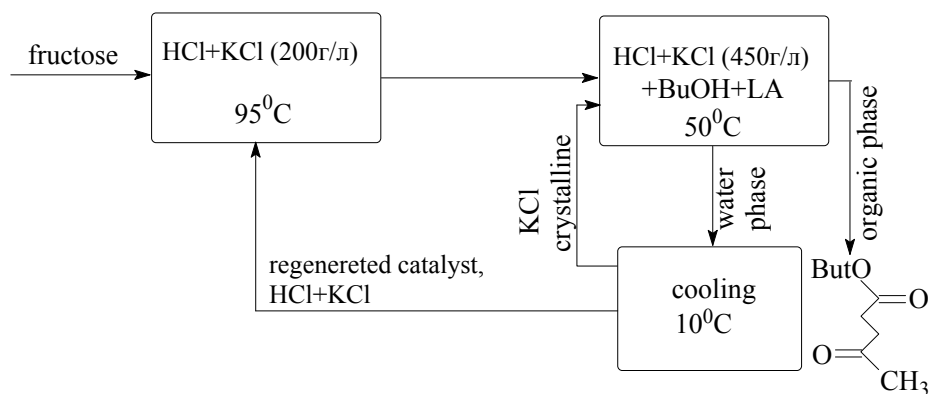 fructose
HCl+KCl (200г/л)
95⁰C
HCl+KCl (450г/л)
+BuOH+LA
50⁰C
KCl
crystalline
water
phase
organic phase
regenereted catalyst,
HCl+KCl
cooling
10⁰C
ButO
O
O
CH₃